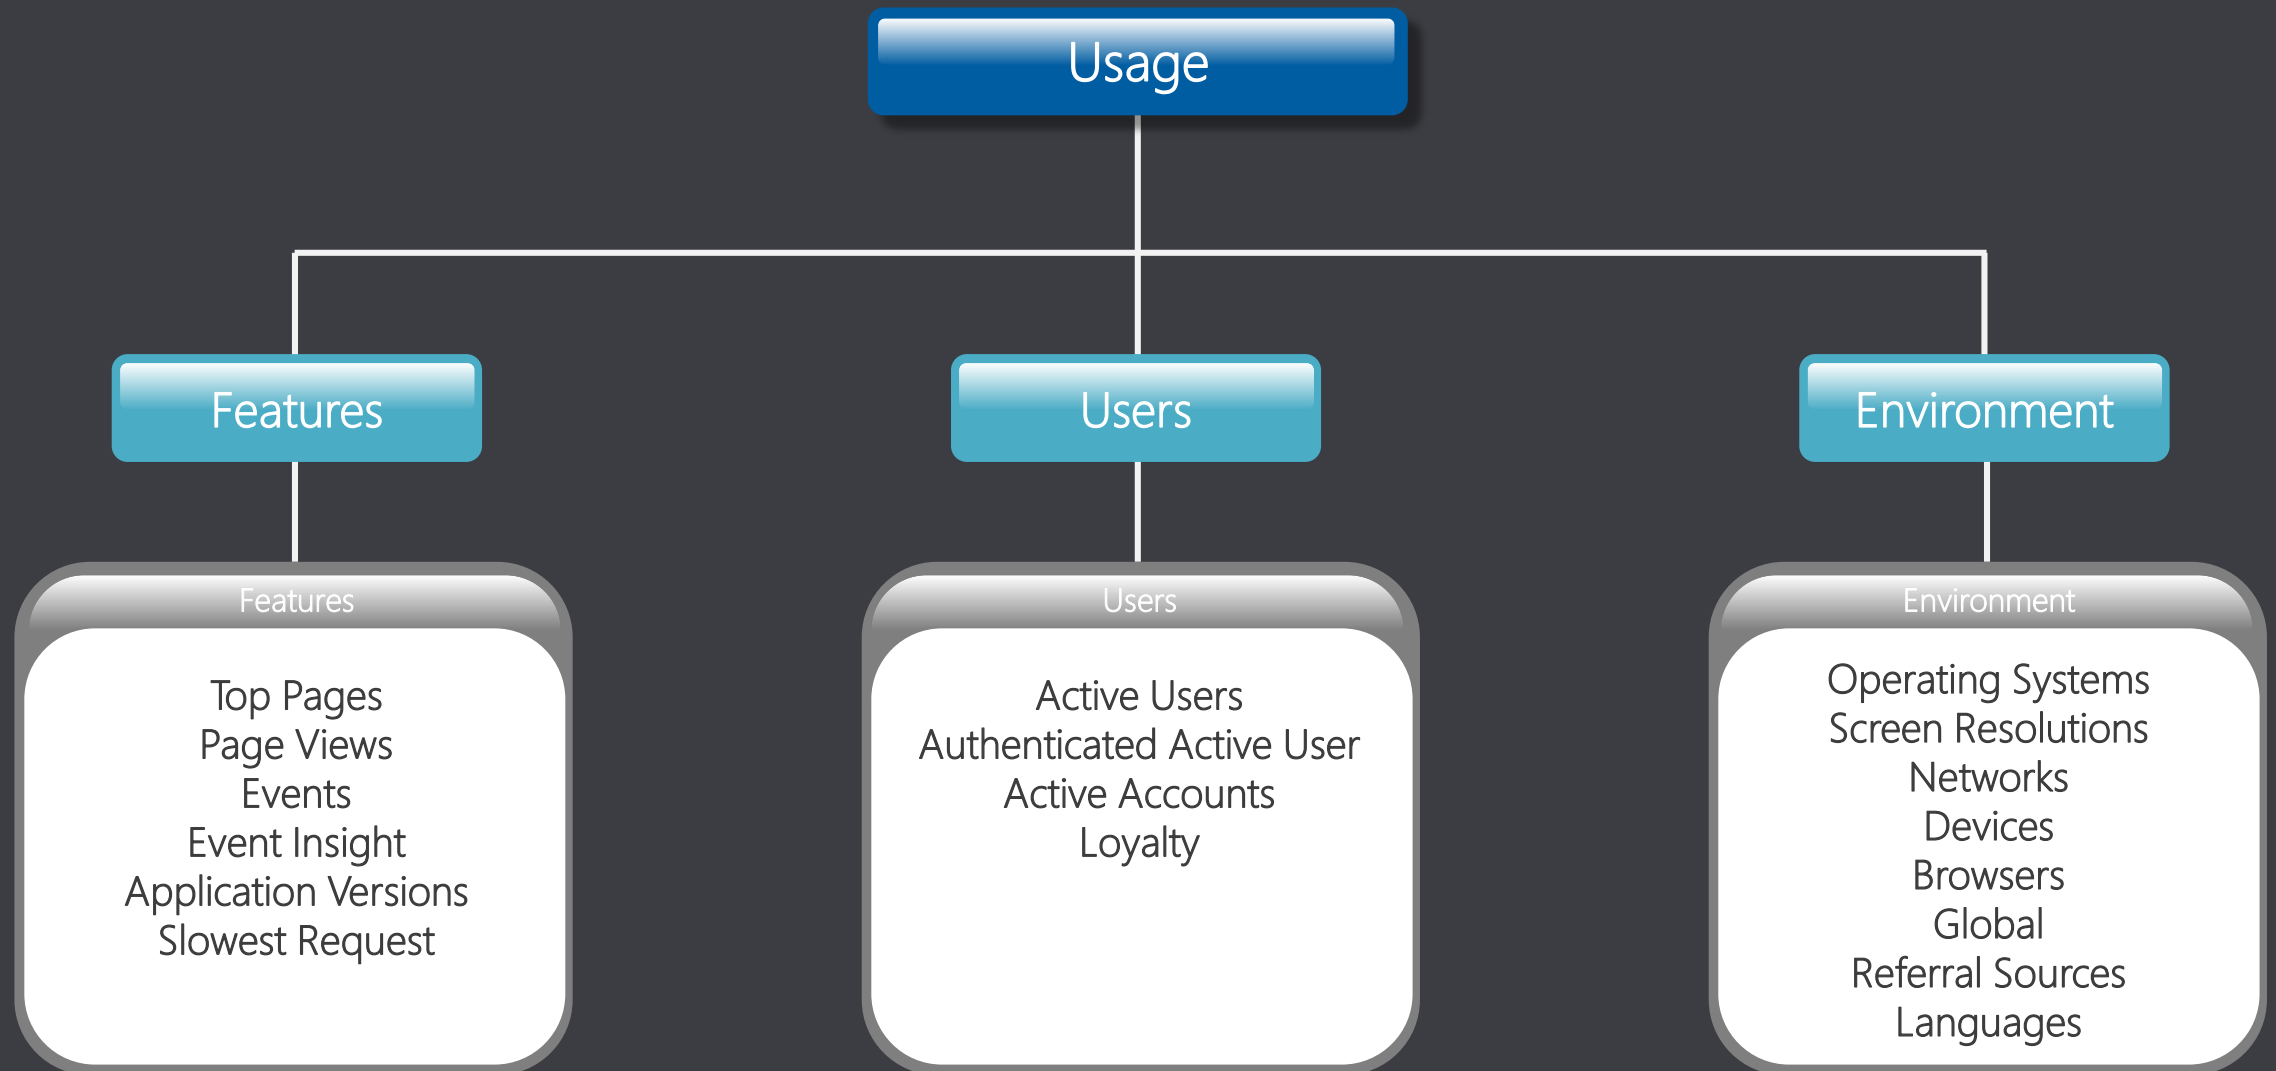 Usage
Features
Users
Environment
Features
Top Pages
Page Views
Events
Event Insight
Application Versions
Slowest Request
Users
Active Users
Authenticated Active User
Active Accounts
Loyalty
Environment
Operating Systems
Screen Resolutions
Networks
Devices
Browsers
Global
Referral Sources
Languages